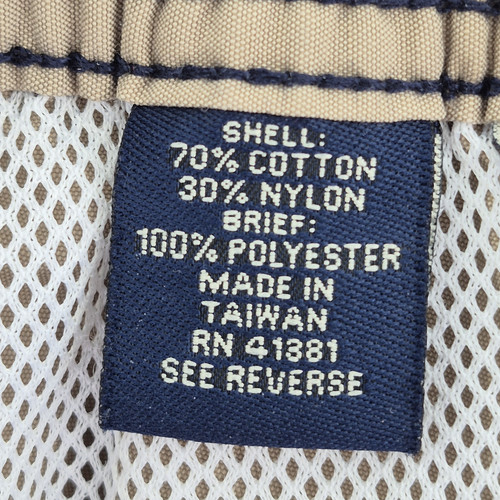 SHELL:
70% COTTON
30% NYLON
BRIEF:
100% POLYESTER
MADE IN
TAIWAN
RN 41381
SEE REVERSE